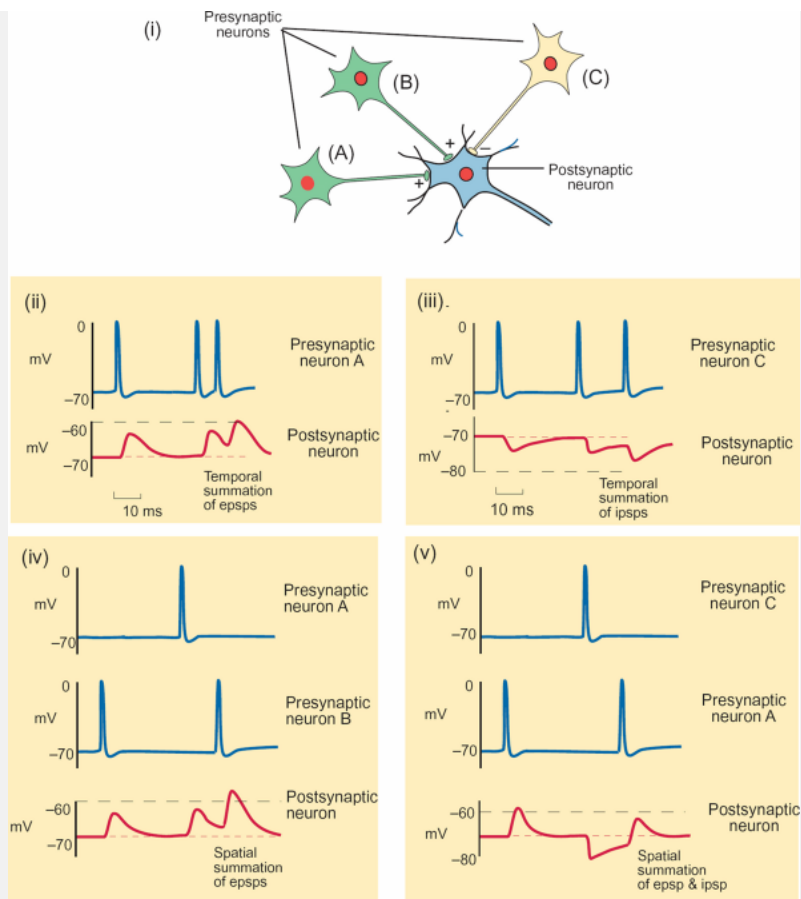 (i)
Presynaptic
neurons
(B)
(C)
(A)
+
–
+
Postsynaptic
neuron
(ii)
0
mV
–70
Presynaptic
neuron A
–60
mV
–70
Postsynaptic
neuron
Temporal
summation
of epsps
10 ms
(iii).
0
mV
–70
Presynaptic
neuron C
–70
mV
–80
Postsynaptic
neuron
Temporal
summation
of ipsps
10 ms
(iv)
0
mV
–70
Presynaptic
neuron A
0
mV
–70
Presynaptic
neuron B
–60
mV
–70
Postsynaptic
neuron
Spatial
summation
of epsps
(v)
0
mV
–70
Presynaptic
neuron C
0
mV
–70
Presynaptic
neuron A
–60
mV
–80
Postsynaptic
neuron
Spatial
summation
of epsp & ipsp